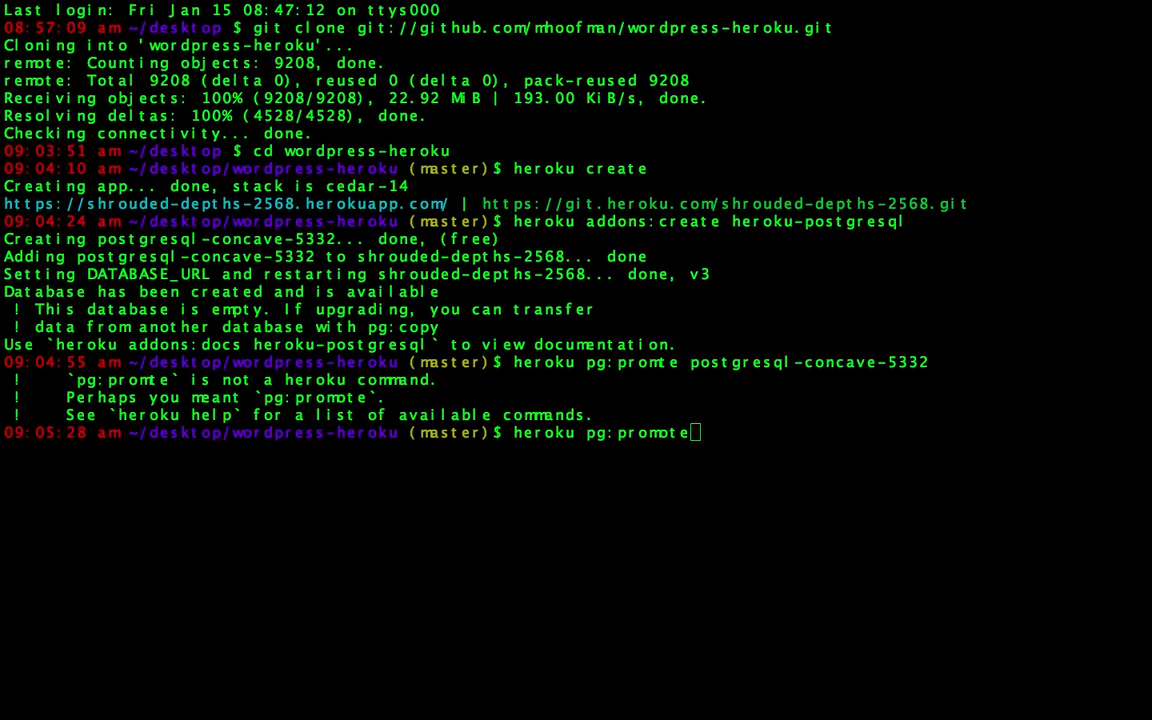 Last login: Fri Jan 15 08:47:12 on ttys000
08:57:09 am ~/desktop $ git clone git://github.com/mhoofman/wordpress-heroku.git
Cloning into 'wordpress-heroku'...
remote: Counting objects: 9208, done.
remote: Total 9208 (delta 0), reused 0 (delta 0), pack-reused 9208
Receiving objects: 100% (9208/9208), 22.92 MiB | 193.00 KiB/s, done.
Resolving deltas: 100% (4528/4528), done.
Checking connectivity... done.
09:03:51 am ~/desktop $ cd wordpress-heroku
09:04:10 am ~/desktop/wordpress-heroku (master)$ heroku create
Creating app... done, stack is cedar-14
https://shrouded-depths-2568.herokuapp.com/ | https://git.heroku.com/shrouded-depths-2568.git
09:04:24 am ~/desktop/wordpress-heroku (master)$ heroku addons:create heroku-postgresql
Creating postgresql-concave-5332... done, (free)
Adding postgresql-concave-5332 to shrouded-depths-2568... done
Setting DATABASE_URL and restarting shrouded-depths-2568... done, v3
Database has been created and is available
 ! This database is empty. If upgrading, you can transfer
 ! data from another database with pg:copy
Use `heroku addons:docs heroku-postgresql` to view documentation.
09:04:55 am ~/desktop/wordpress-heroku (master)$ heroku pg:promte postgresql-concave-5332
 !    `pg:promte` is not a heroku command.
 !    Perhaps you meant `pg:promote`.
 !    See `heroku help` for a list of available commands.
09:05:28 am ~/desktop/wordpress-heroku (master)$ heroku pg:promote